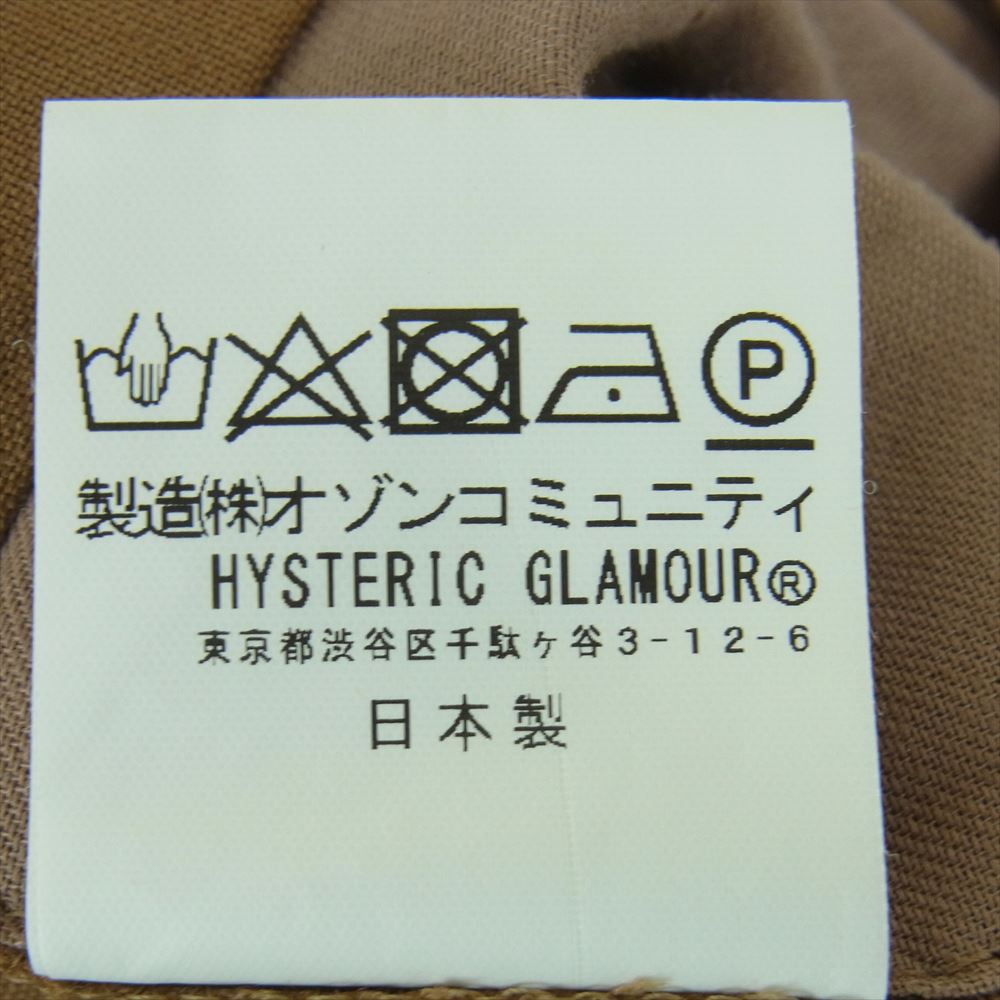 P
製造(株)オゾンコミュニティ
HYSTERIC GLAMOUR®
東京都渋谷区千駄ヶ谷3-12-6
日本製